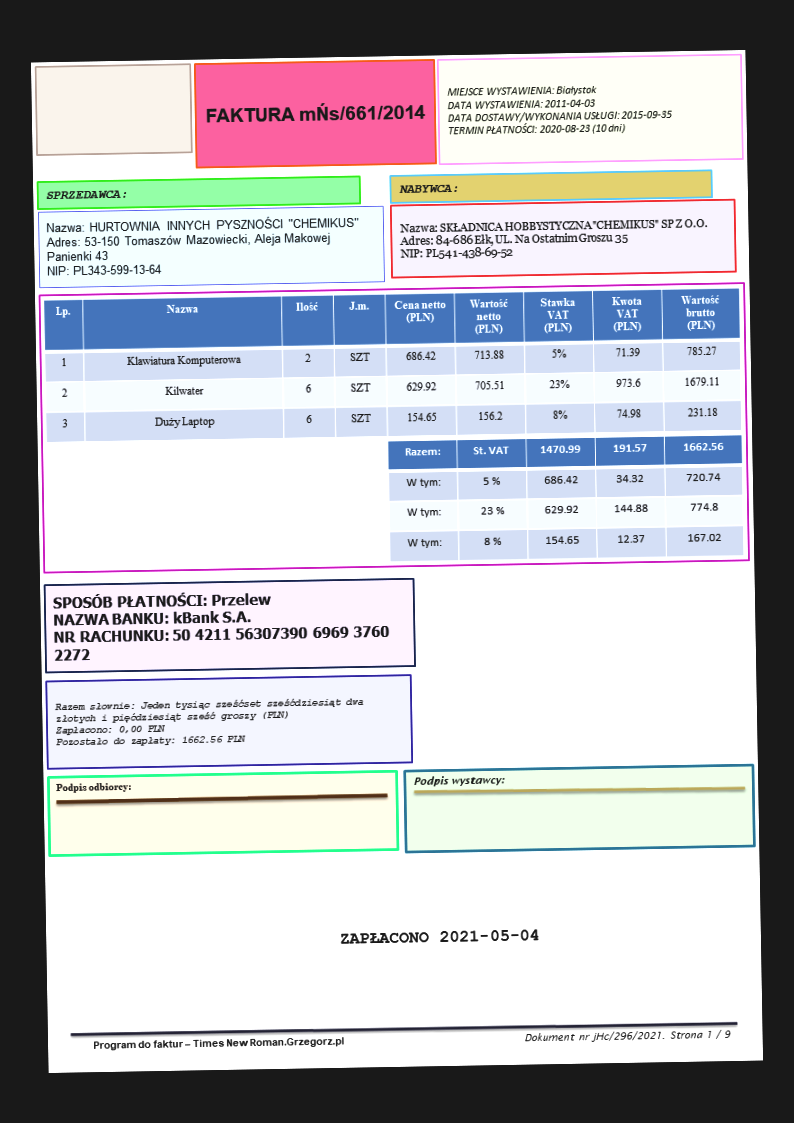 FAKTURA mŃs/661/2014
MIEJSCE WYSTAWIENIA: Białystok
DATA WYSTAWIENIA: 2011-04-03
DATA DOSTAWY/WYKONANIA USŁUGI: 2015-09-35
TERMIN PŁATNOŚCI: 2020-08-23 (10 dni)
SPRZEDAWCA:
Nazwa: HURTOWNIA INNYCH PYSZNOŚCI "CHEMIKUS"
Adres: 53-150 Tomaszów Mazowiecki, Aleja Makowej
Panienki 43
NIP: PL343-599-13-64
NABYWCA:
Nazwa: SKŁADNICA HOBBYSTYCZNA"CHEMIKUS" SP Z O.O.
Adres: 84-686 Ełk, UL. Na Ostatnim Groszu 35
NIP: PL541-438-69-52
Lp. Nazwa Ilość J.m. Cena netto (PLN) Wartość netto (PLN) Stawka VAT (PLN) Kwota VAT (PLN) Wartość brutto (PLN)
1 Klawiatura Komputerowa 2 SZT 686.42 713.88 5% 71.39 785.27
2 Kilwater 6 SZT 629.92 705.51 23% 973.6 1679.11
3 Duży Laptop 6 SZT 154.65 156.2 8% 74.98 231.18
Razem: St. VAT 1470.99 191.57 1662.56
W tym: 5 % 686.42 34.32 720.74
W tym: 23 % 629.92 144.88 774.8
W tym: 8 % 154.65 12.37 167.02
SPOSÓB PŁATNOŚCI: Przelew
NAZWA BANKU: kBank S.A.
NR RACHUNKU: 50 4211 56307390 6969 3760
2272
Razem słownie: Jeden tysiąc sześćset sześćdziesiąt dwa
złotych i pięćdziesiąt sześć groszy (PLN)
Zapłacono: 0,00 PLN
Pozostało do zapłaty: 1662.56 PLN
Podpis odbiorcy:
Podpis wystawcy:
ZAPŁACONO 2021-05-04
Program do faktur – Times New Roman.Grzegorz.pl
Dokument nr jHc/296/2021. Strona 1 / 9